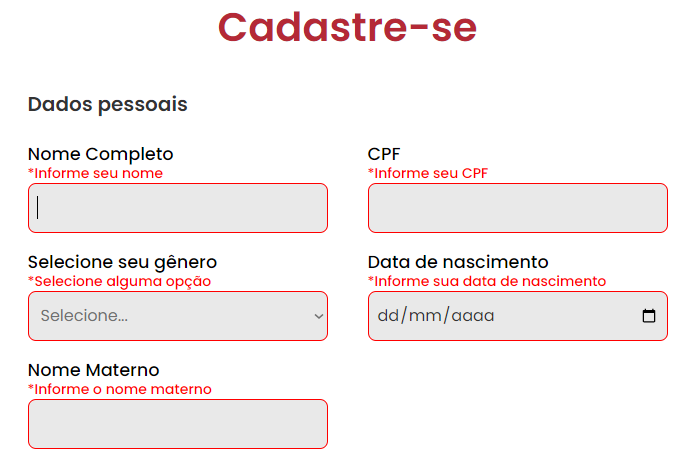 Cadastre-se
Dados pessoais
Nome Completo
*Informe seu nome
CPF
*Informe seu CPF
Selecione seu gênero
*Selecione alguma opção
Selecione...
Data de nascimento
*Informe sua data de nascimento
dd/mm/aaaa
Nome Materno
*Informe o nome materno